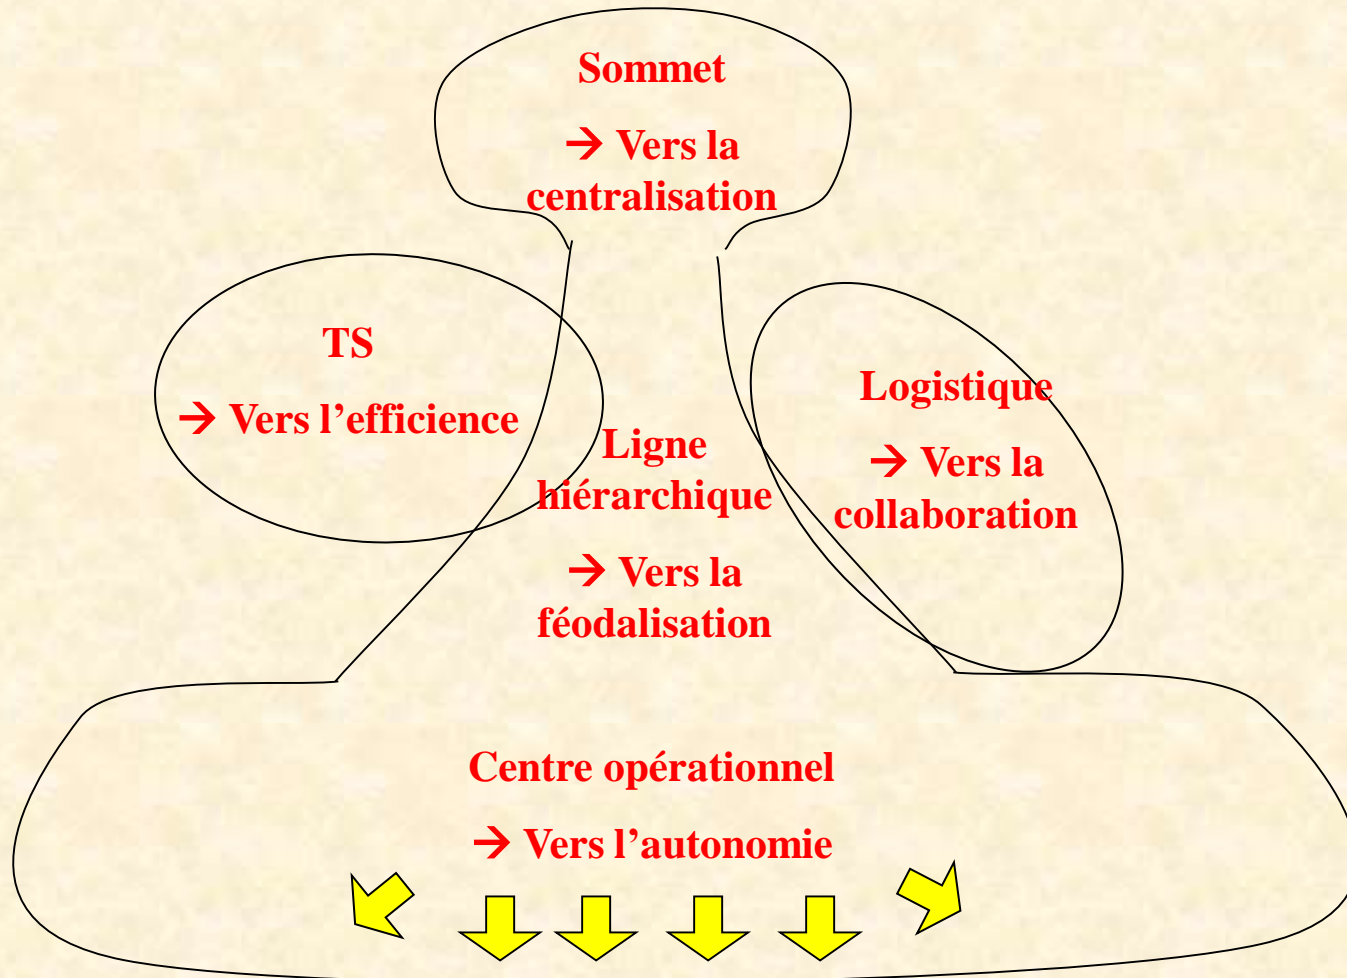 Sommet
→ Vers la
centralisation
TS
→ Vers l’efficience
Ligne
hiérarchique
→ Vers la
féodalisation
Logistique
→ Vers la
collaboration
Centre opérationnel
→ Vers l’autonomie